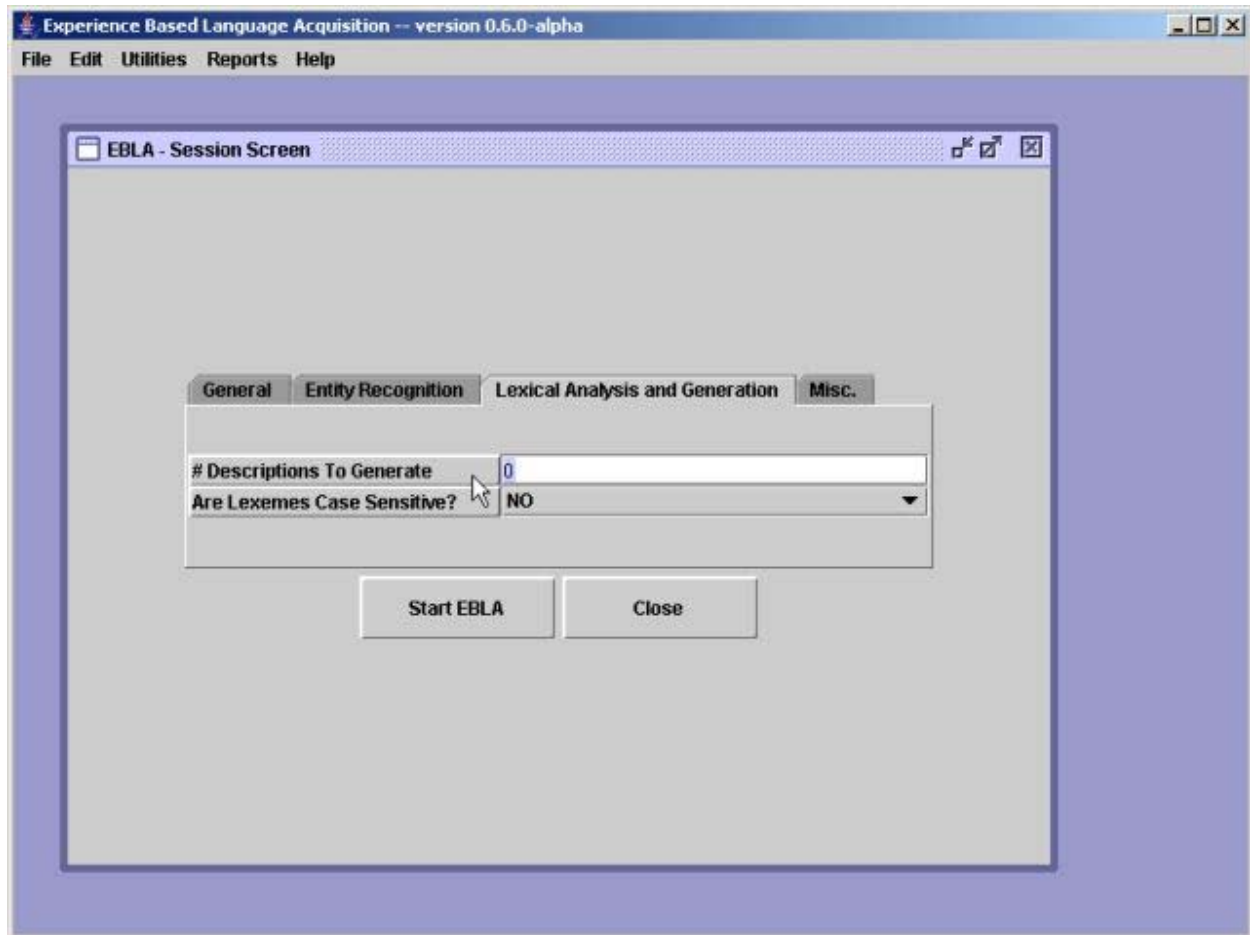 Experience Based Language Acquisition -- version 0.6.0-alpha
File Edit Utilities Reports Help
EBLA - Session Screen
General Entity Recognition Lexical Analysis and Generation Misc.
# Descriptions To Generate 0
Are Lexemes Case Sensitive? NO
Start EBLA Close